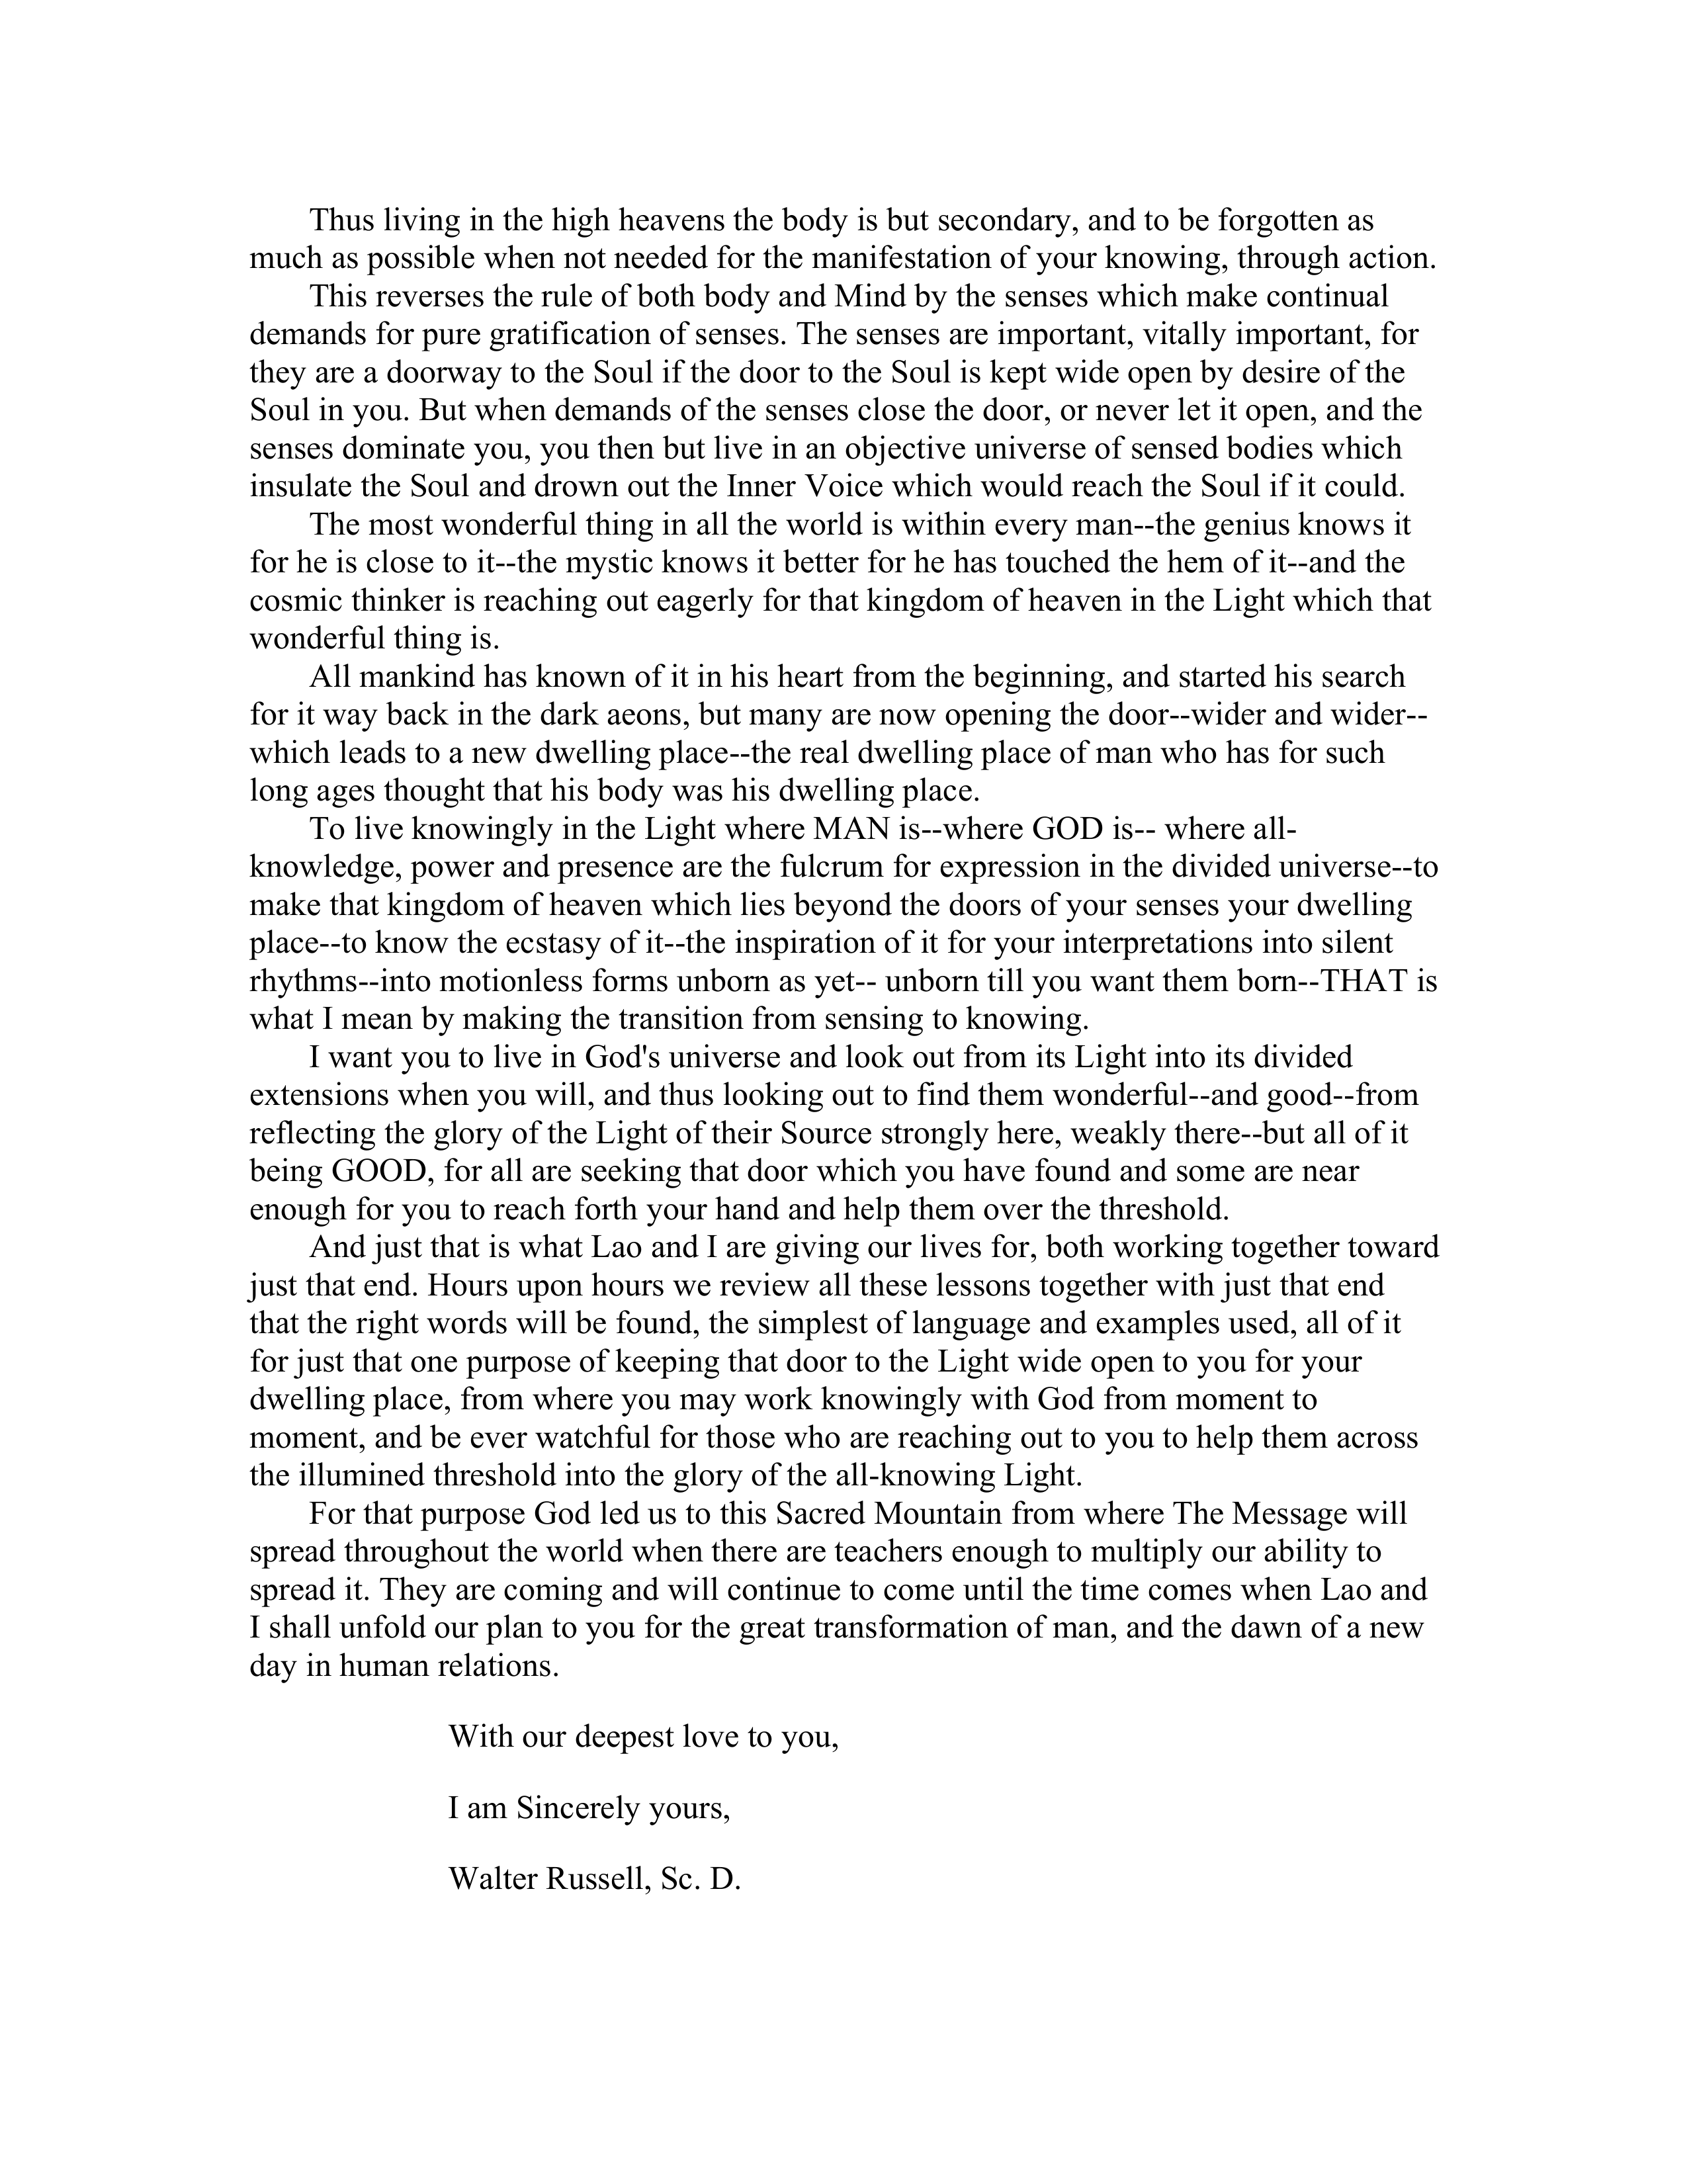 Thus living in the high heavens the body is but secondary, and to be forgotten as
much as possible when not needed for the manifestation of your knowing, through action.
This reverses the rule of both body and Mind by the senses which make continual
demands for pure gratification of senses. The senses are important, vitally important, for
they are a doorway to the Soul if the door to the Soul is kept wide open by desire of the
Soul in you. But when demands of the senses close the door, or never let it open, and the
senses dominate you, you then but live in an objective universe of sensed bodies which
insulate the Soul and drown out the Inner Voice which would reach the Soul if it could.
The most wonderful thing in all the world is within every man--the genius knows it
for he is close to it--the mystic knows it better for he has touched the hem of it--and the
cosmic thinker is reaching out eagerly for that kingdom of heaven in the Light which that
wonderful thing is.
All mankind has known of it in his heart from the beginning, and started his search
for it way back in the dark aeons, but many are now opening the door--wider and wider--
which leads to a new dwelling place--the real dwelling place of man who has for such
long ages thought that his body was his dwelling place.
To live knowingly in the Light where MAN is--where GOD is-- where all-
knowledge, power and presence are the fulcrum for expression in the divided universe--to
make that kingdom of heaven which lies beyond the doors of your senses your dwelling
place--to know the ecstasy of it--the inspiration of it for your interpretations into silent
rhythms--into motionless forms unborn as yet-- unborn till you want them born--THAT is
what I mean by making the transition from sensing to knowing.
I want you to live in God's universe and look out from its Light into its divided
extensions when you will, and thus looking out to find them wonderful--and good--from
reflecting the glory of the Light of their Source strongly here, weakly there--but all of it
being GOOD, for all are seeking that door which you have found and some are near
enough for you to reach forth your hand and help them over the threshold.
And just that is what Lao and I are giving our lives for, both working together toward
just that end. Hours upon hours we review all these lessons together with just that end
that the right words will be found, the simplest of language and examples used, all of it
for just that one purpose of keeping that door to the Light wide open to you for your
dwelling place, from where you may work knowingly with God from moment to
moment, and be ever watchful for those who are reaching out to you to help them across
the illumined threshold into the glory of the all-knowing Light.
For that purpose God led us to this Sacred Mountain from where The Message will
spread throughout the world when there are teachers enough to multiply our ability to
spread it. They are coming and will continue to come until the time comes when Lao and
I shall unfold our plan to you for the great transformation of man, and the dawn of a new
day in human relations.
With our deepest love to you,
I am Sincerely yours,
Walter Russell, Sc. D.